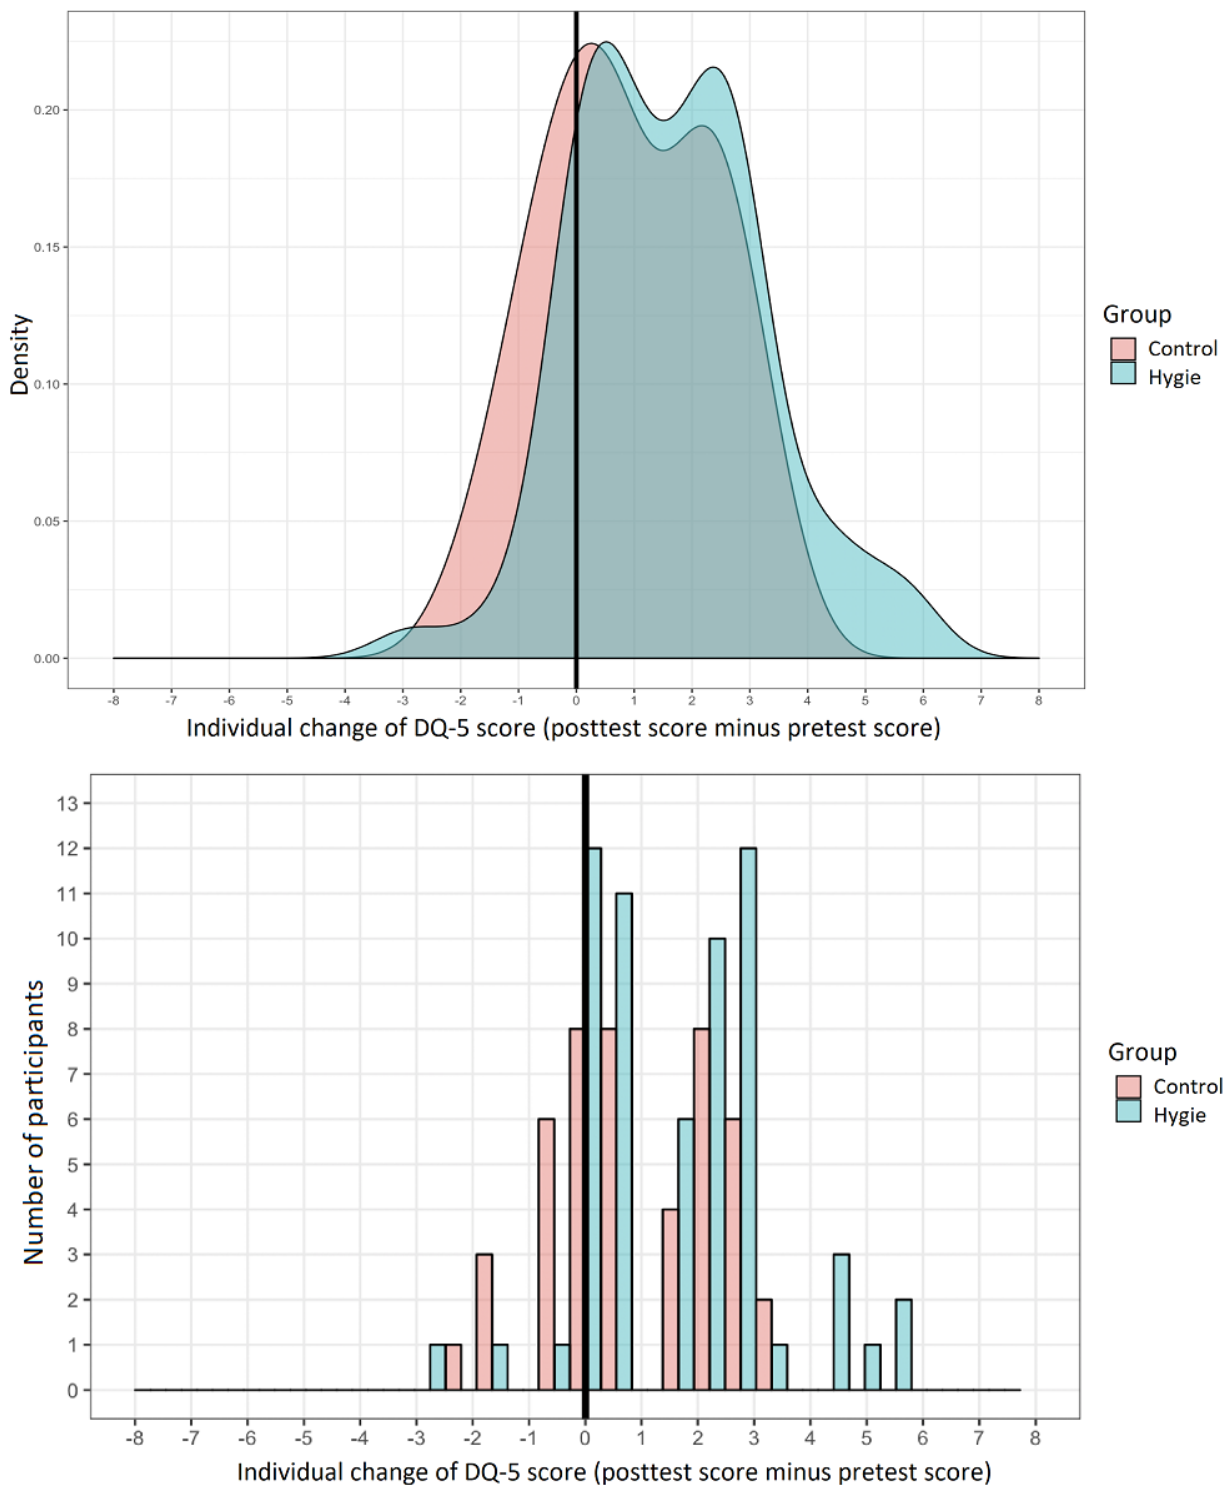 0.20
0.15
0.10
0.05
0.00
Density
-8 -7 -6 -5 -4 -3 -2 -1 0 1 2 3 4 5 6 7 8
Individual change of DQ-5 score (posttest score minus pretest score)
Group
Control
Hygie
13
12
11
10
9
8
7
6
5
4
3
2
1
0
Number of participants
-8 -7 -6 -5 -4 -3 -2 -1 0 1 2 3 4 5 6 7 8
Individual change of DQ-5 score (posttest score minus pretest score)
Group
Control
Hygie